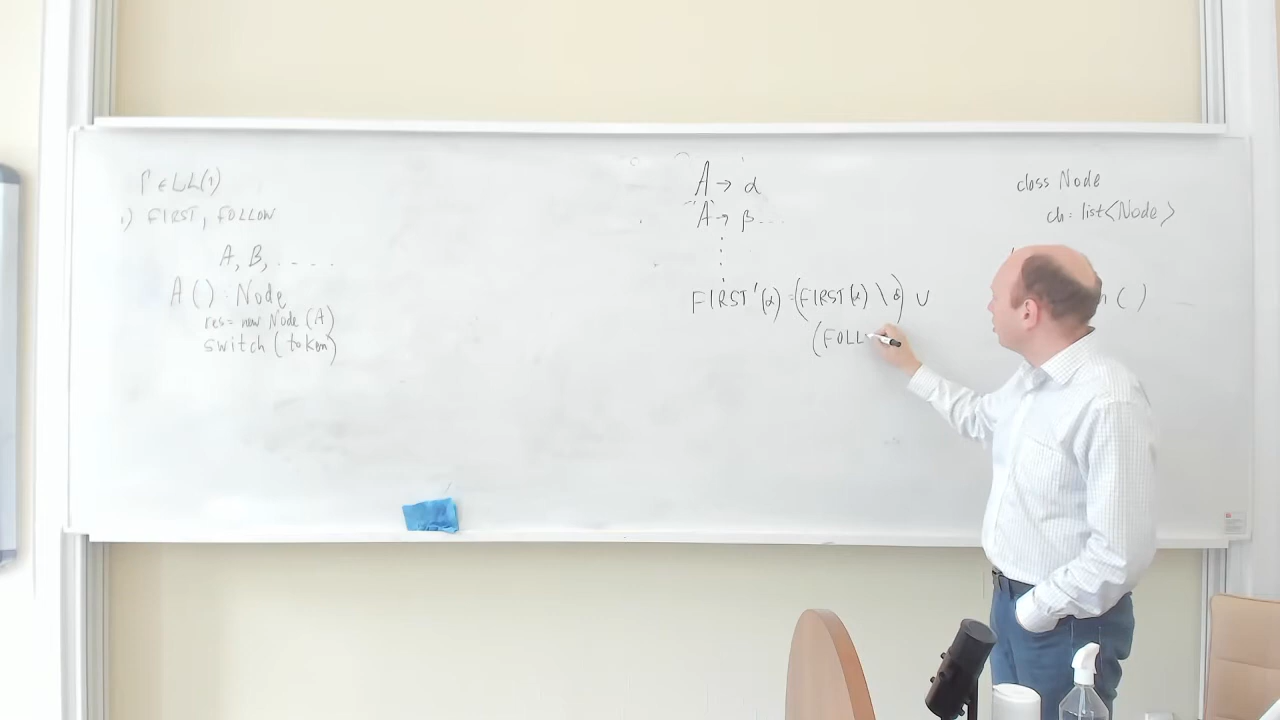 Γ ∈ LL(1)
1) FIRST, FOLLOW
A, B, ....
A() : Node
res = new Node (A)
switch (token)
A → α
A → β ...
FIRST'(α) = (FIRST(α) \ ε) ∪
(FOLL
class Node
ch: list<Node>
( )